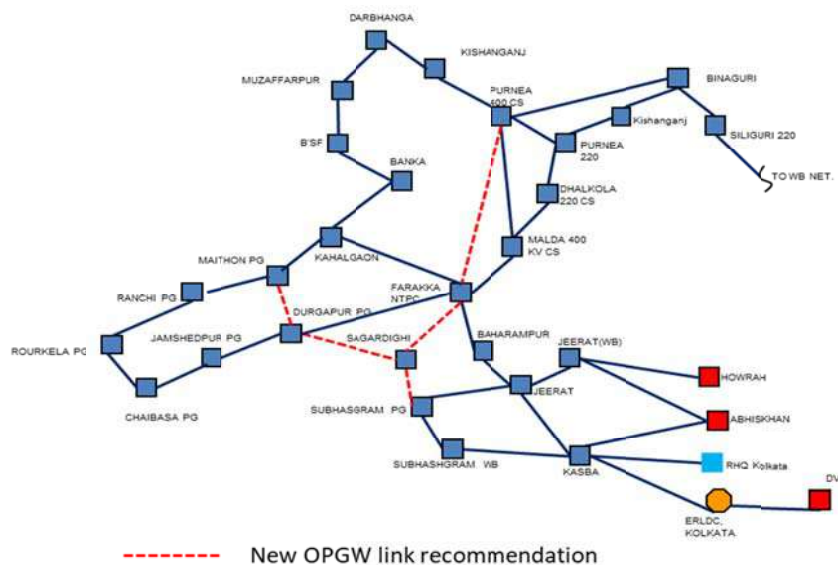 DARBHANGA
KISHANGANJ
MUZAFFARPUR
PURNEA
400 CS
BINAGURI
Kishanganj
B'SF
PURNEA
220
SILIGURI 220
BANKA
TO WB NET.
DHALKOLA
220 CS
MALDA 400
KV CS
MAITHON PG
KAHALGAON
RANCHI PG
FARAKKA
NTPC
DURGAPUR PG
ROURKELA PG
JAMSHEDPUR PG
SAGARDIGHI
BAHARAMPUR
JEERAT(WB)
HOWRAH
CHAIBASA PG
JEERAT
SUBHASGRAM PG
ABHISKHAN
SUBHASHGRAM WB
KASBA
RHQ Kolkata
DV
ERLDC,
KOLKATA
New OPGW link recommendation